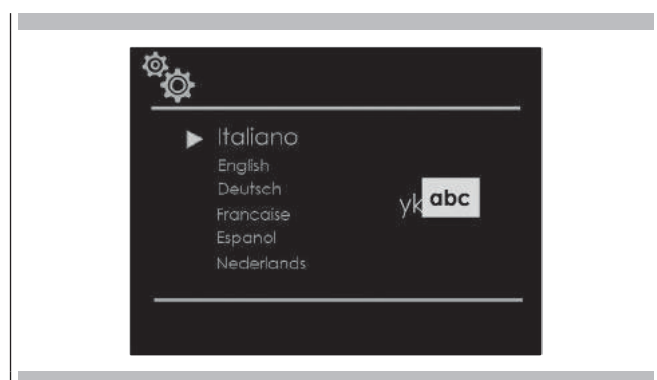 Italiano
English
Deutsch
Francaise
Espanol
Nederlands
yk abc